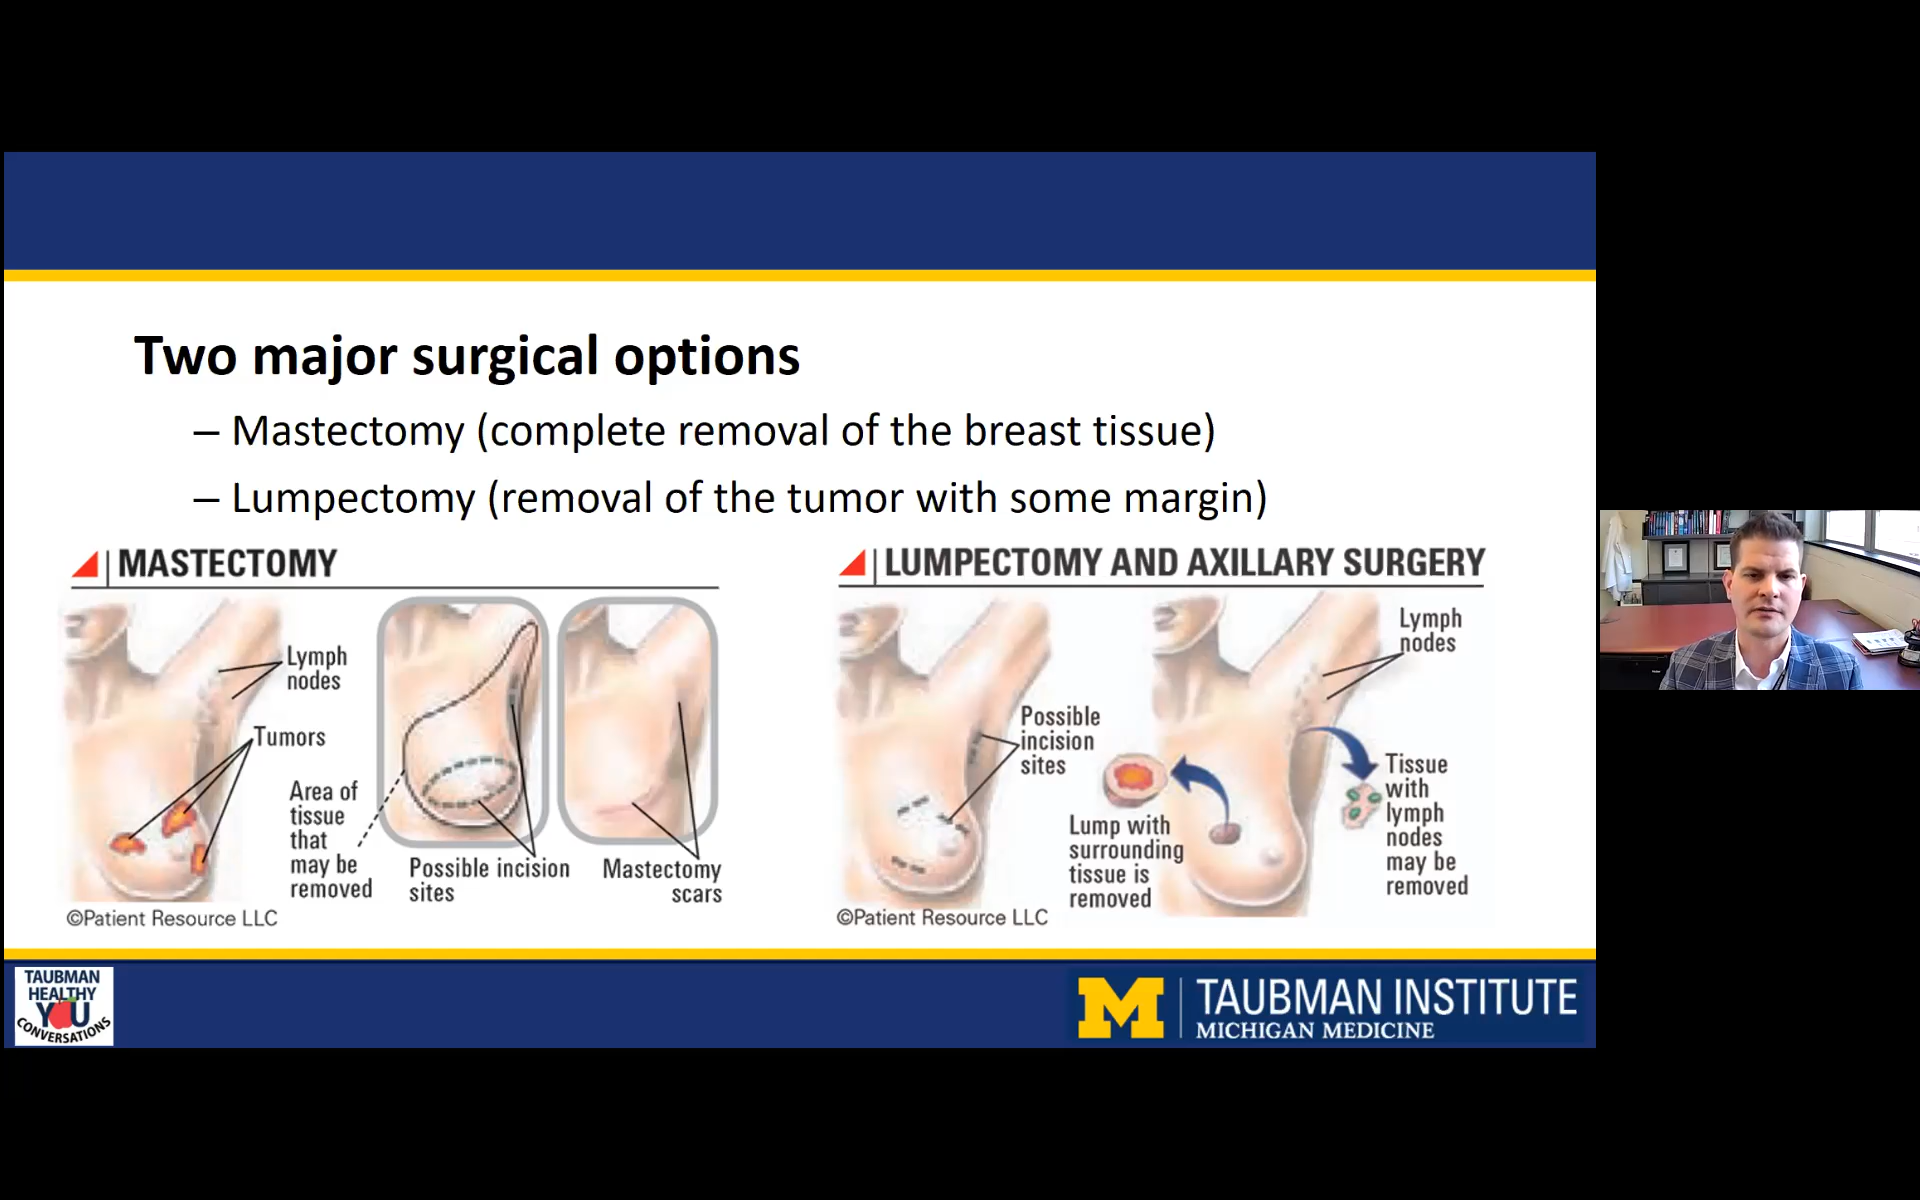 Two major surgical options
– Mastectomy (complete removal of the breast tissue)
– Lumpectomy (removal of the tumor with some margin)
MASTECTOMY
Lymph
nodes
Tumors
Area of
tissue
that
may be
removed
Possible incision
sites
Mastectomy
scars
©Patient Resource LLC
LUMPECTOMY AND AXILLARY SURGERY
Possible
incision
sites
Lymph
nodes
Lump with
surrounding
tissue is
removed
Tissue
with
lymph
nodes
may be
removed
©Patient Resource LLC
TAUBMAN
HEALTHY
YOU
CONVERSATIONS
M
TAUBMAN INSTITUTE
MICHIGAN MEDICINE